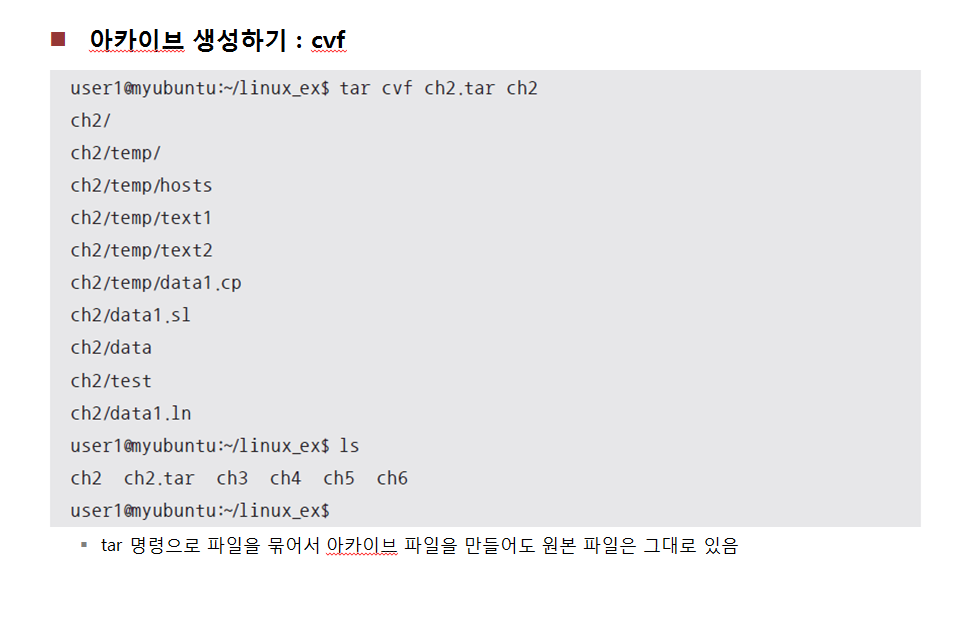 아카이브 생성하기 : cvf
user1@myubuntu:~/linux_ex$ tar cvf ch2.tar ch2
ch2/
ch2/temp/
ch2/temp/hosts
ch2/temp/text1
ch2/temp/text2
ch2/temp/data1.cp
ch2/data1.sl
ch2/data
ch2/test
ch2/data1.ln
user1@myubuntu:~/linux_ex$ ls
ch2 ch2.tar ch3 ch4 ch5 ch6
user1@myubuntu:~/linux_ex$
tar 명령으로 파일을 묶어서 아카이브 파일을 만들어도 원본 파일은 그대로 있음